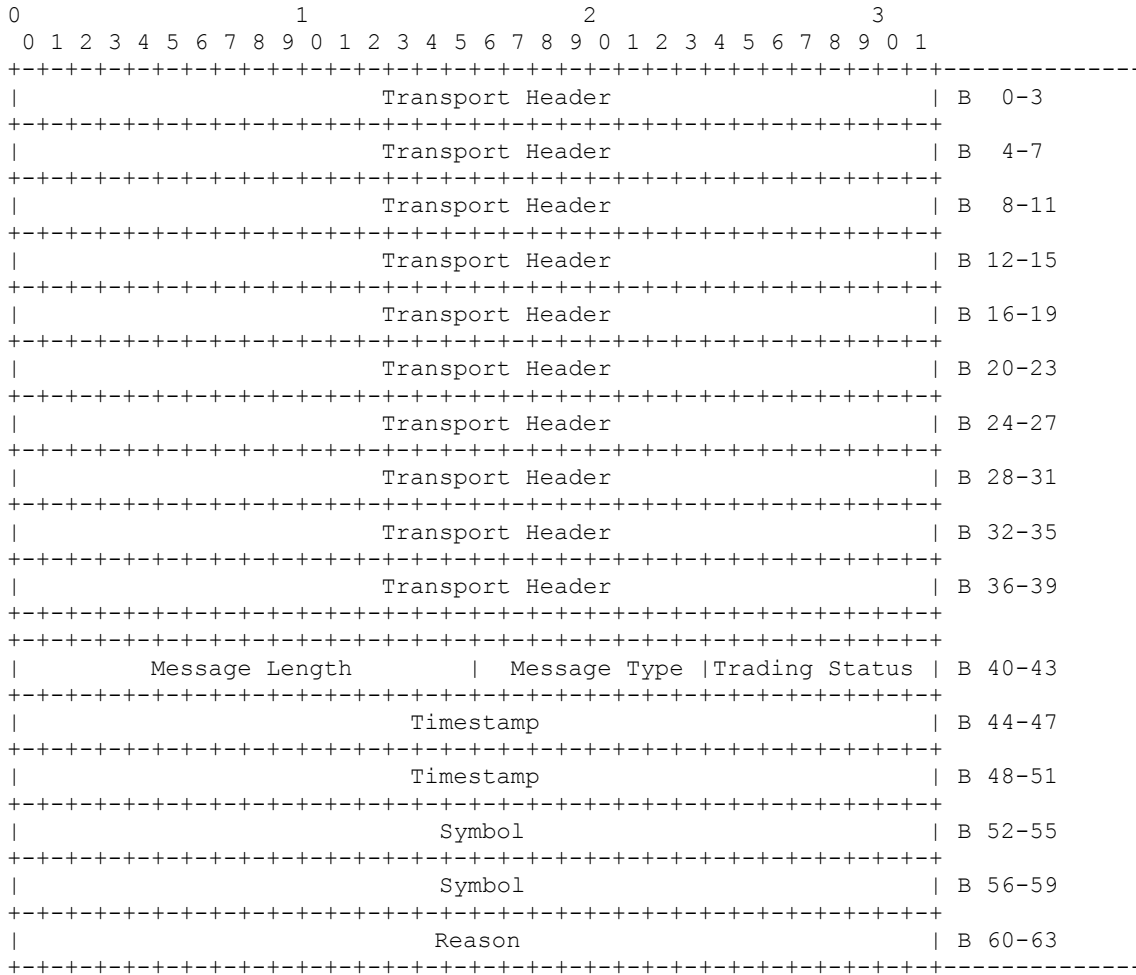 0                   1                   2                   3
 0 1 2 3 4 5 6 7 8 9 0 1 2 3 4 5 6 7 8 9 0 1 2 3 4 5 6 7 8 9 0 1
+-+-+-+-+-+-+-+-+-+-+-+-+-+-+-+-+-+-+-+-+-+-+-+-+-+-+-+-+-+-+-+-+--------------
|                         Transport Header                      | B  0-3
+-+-+-+-+-+-+-+-+-+-+-+-+-+-+-+-+-+-+-+-+-+-+-+-+-+-+-+-+-+-+-+-+
|                         Transport Header                      | B  4-7
+-+-+-+-+-+-+-+-+-+-+-+-+-+-+-+-+-+-+-+-+-+-+-+-+-+-+-+-+-+-+-+-+
|                         Transport Header                      | B  8-11
+-+-+-+-+-+-+-+-+-+-+-+-+-+-+-+-+-+-+-+-+-+-+-+-+-+-+-+-+-+-+-+-+
|                         Transport Header                      | B 12-15
+-+-+-+-+-+-+-+-+-+-+-+-+-+-+-+-+-+-+-+-+-+-+-+-+-+-+-+-+-+-+-+-+
|                         Transport Header                      | B 16-19
+-+-+-+-+-+-+-+-+-+-+-+-+-+-+-+-+-+-+-+-+-+-+-+-+-+-+-+-+-+-+-+-+
|                         Transport Header                      | B 20-23
+-+-+-+-+-+-+-+-+-+-+-+-+-+-+-+-+-+-+-+-+-+-+-+-+-+-+-+-+-+-+-+-+
|                         Transport Header                      | B 24-27
+-+-+-+-+-+-+-+-+-+-+-+-+-+-+-+-+-+-+-+-+-+-+-+-+-+-+-+-+-+-+-+-+
|                         Transport Header                      | B 28-31
+-+-+-+-+-+-+-+-+-+-+-+-+-+-+-+-+-+-+-+-+-+-+-+-+-+-+-+-+-+-+-+-+
|                         Transport Header                      | B 32-35
+-+-+-+-+-+-+-+-+-+-+-+-+-+-+-+-+-+-+-+-+-+-+-+-+-+-+-+-+-+-+-+-+
|                         Transport Header                      | B 36-39
+-+-+-+-+-+-+-+-+-+-+-+-+-+-+-+-+-+-+-+-+-+-+-+-+-+-+-+-+-+-+-+-+
+-+-+-+-+-+-+-+-+-+-+-+-+-+-+-+-+-+-+-+-+-+-+-+-+-+-+-+-+-+-+-+-+
|         Message Length        |  Message Type |Trading Status | B 40-43
+-+-+-+-+-+-+-+-+-+-+-+-+-+-+-+-+-+-+-+-+-+-+-+-+-+-+-+-+-+-+-+-+
|                           Timestamp                           | B 44-47
+-+-+-+-+-+-+-+-+-+-+-+-+-+-+-+-+-+-+-+-+-+-+-+-+-+-+-+-+-+-+-+-+
|                           Timestamp                           | B 48-51
+-+-+-+-+-+-+-+-+-+-+-+-+-+-+-+-+-+-+-+-+-+-+-+-+-+-+-+-+-+-+-+-+
|                             Symbol                            | B 52-55
+-+-+-+-+-+-+-+-+-+-+-+-+-+-+-+-+-+-+-+-+-+-+-+-+-+-+-+-+-+-+-+-+
|                             Symbol                            | B 56-59
+-+-+-+-+-+-+-+-+-+-+-+-+-+-+-+-+-+-+-+-+-+-+-+-+-+-+-+-+-+-+-+-+
|                             Reason                            | B 60-63
+-+-+-+-+-+-+-+-+-+-+-+-+-+-+-+-+-+-+-+-+-+-+-+-+-+-+-+-+-+-+-+-+--------------